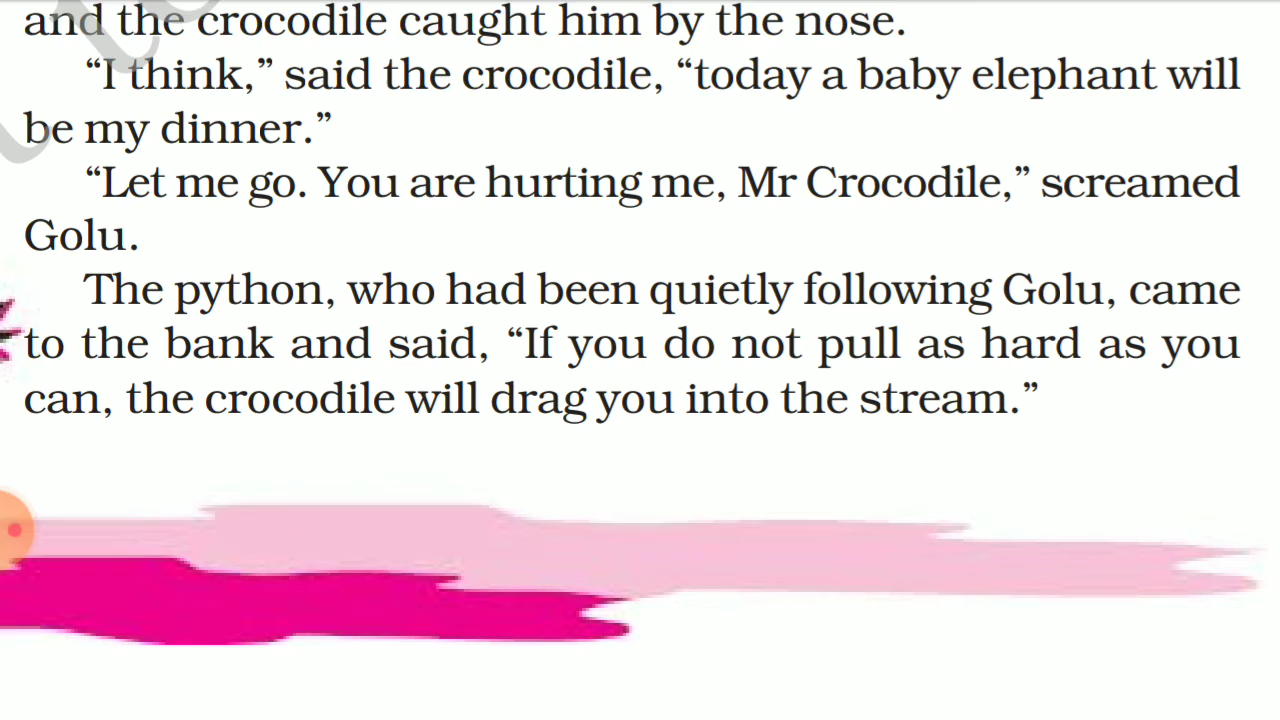 and the crocodile caught him by the nose.
“I think,” said the crocodile, “today a baby elephant will
be my dinner.”
“Let me go. You are hurting me, Mr Crocodile,” screamed
Golu.
The python, who had been quietly following Golu, came
to the bank and said, “If you do not pull as hard as you
can, the crocodile will drag you into the stream.”